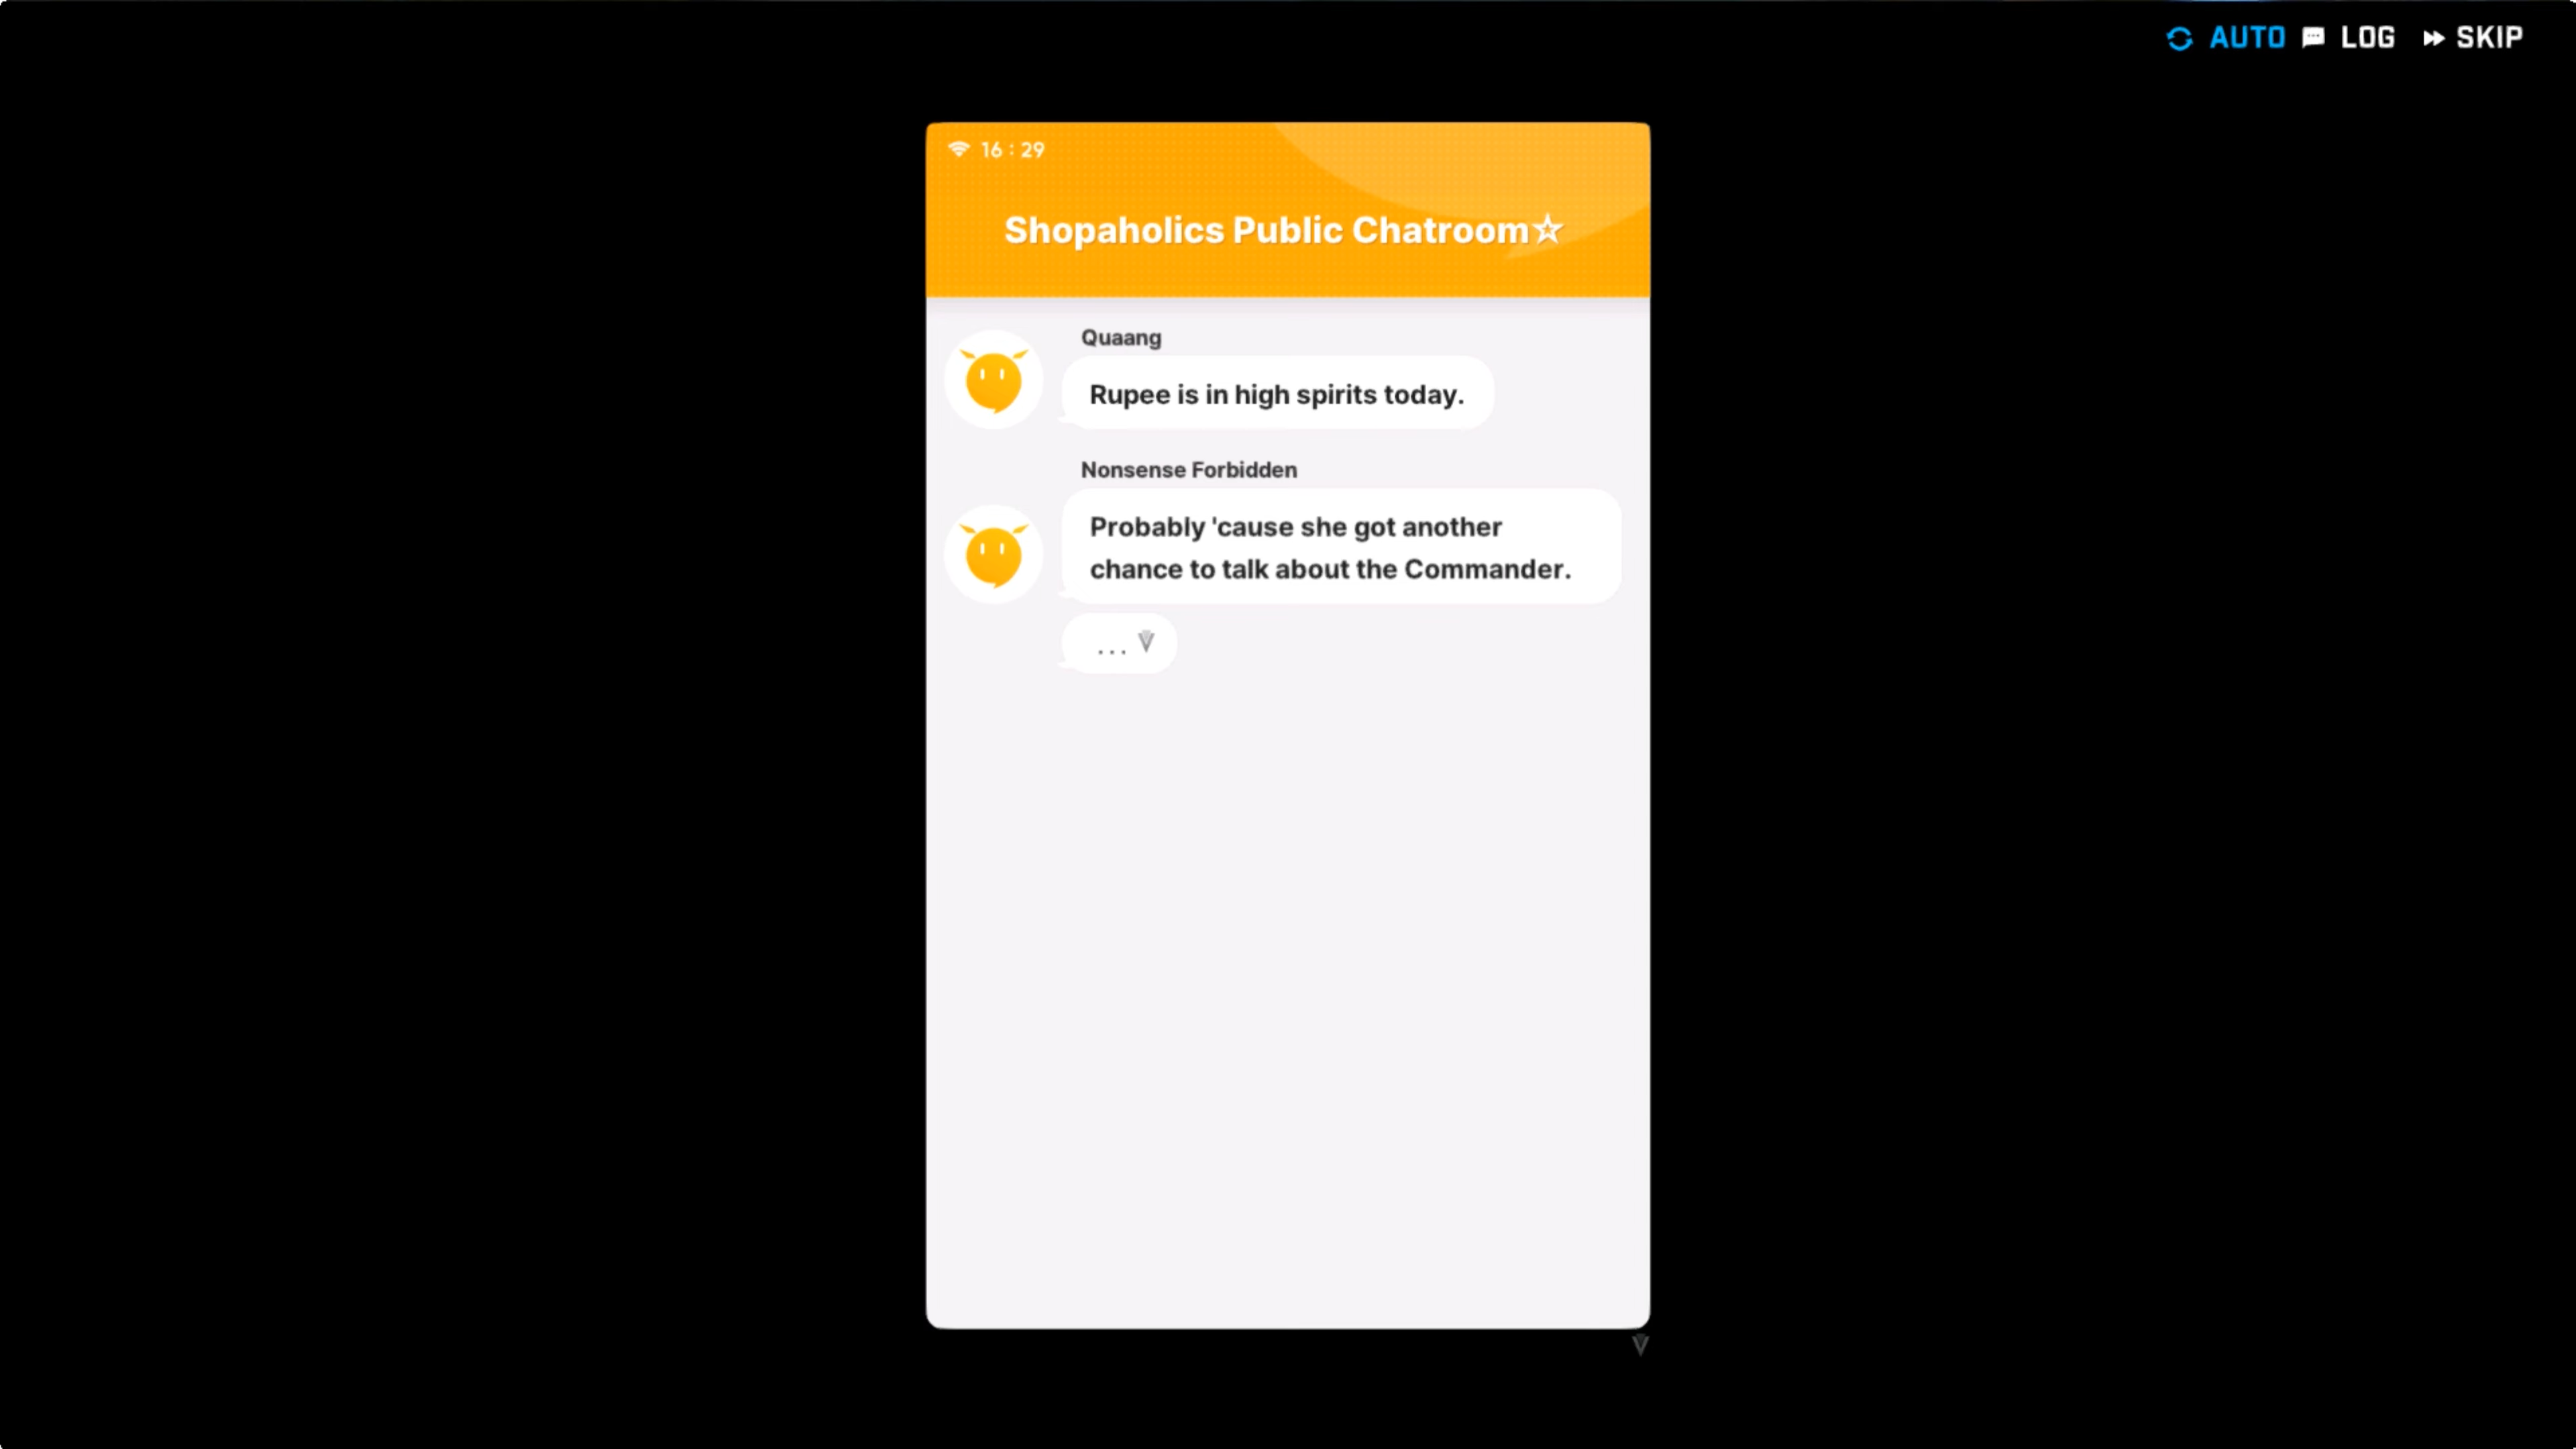 AUTO LOG SKIP
16 : 29
Shopaholics Public Chatroom☆
Quaang
Rupee is in high spirits today.
Nonsense Forbidden
Probably 'cause she got another
chance to talk about the Commander.
...